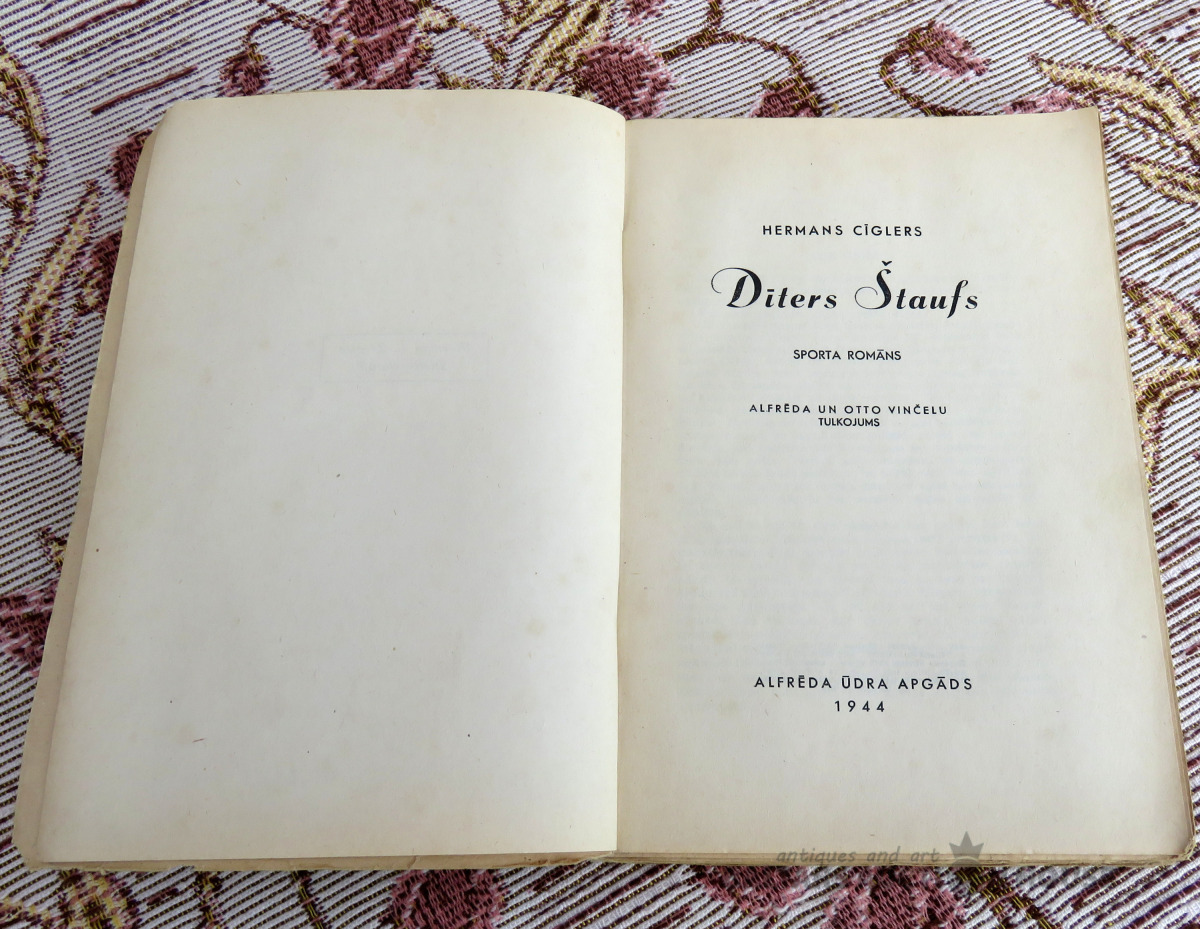 HERMANS CĪGLERS
Dīters Štaufs
SPORTA ROMĀNS
ALFRĒDA UN OTTO VINČELU
TULKOJUMS
ALFRĒDA ŪDRA APGĀDS
1944
antiques and art